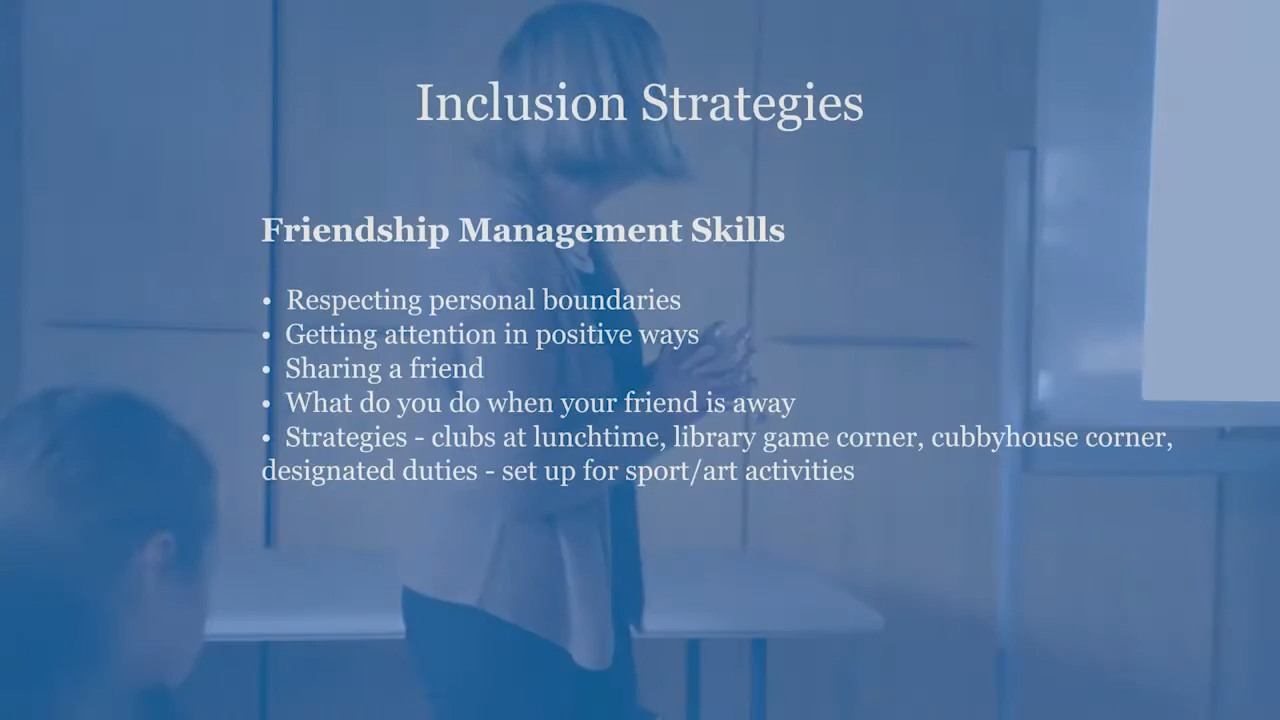 Inclusion Strategies
Friendship Management Skills
• Respecting personal boundaries
• Getting attention in positive ways
• Sharing a friend
• What do you do when your friend is away
• Strategies - clubs at lunchtime, library game corner, cubbyhouse corner,
designated duties - set up for sport/art activities